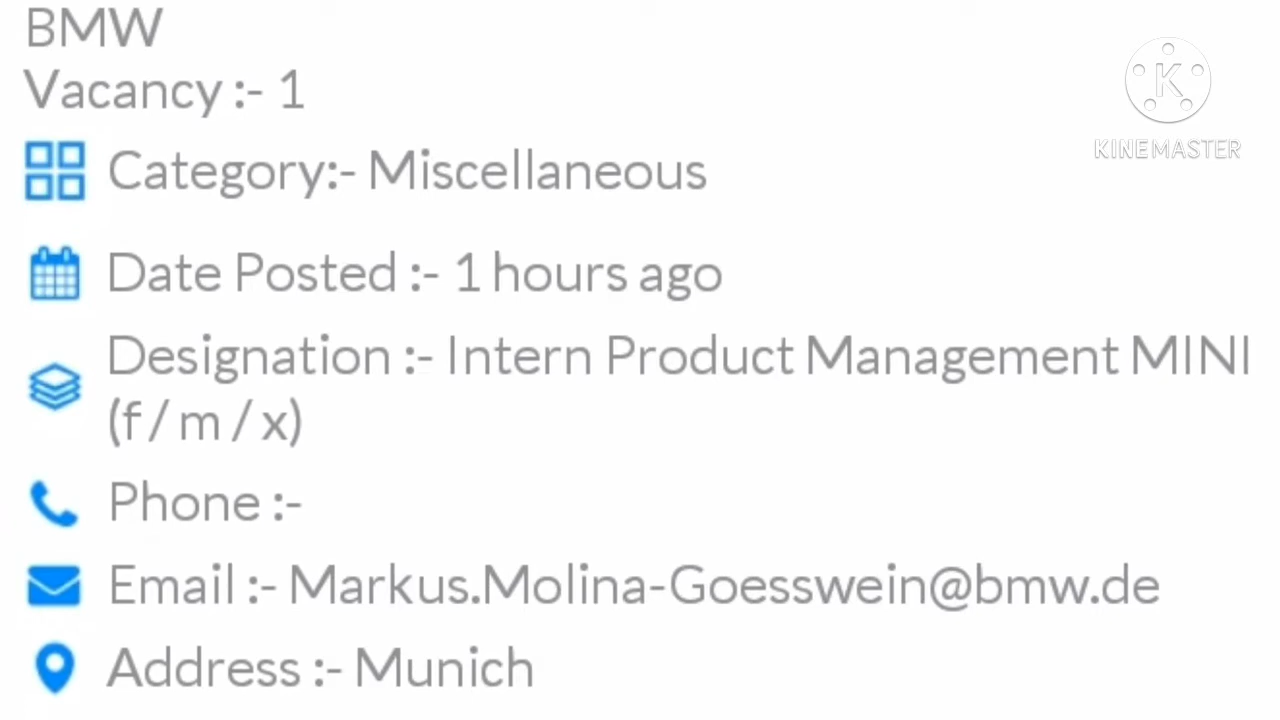 BMW
Vacancy :- 1
K
KINEMASTER
Category:- Miscellaneous
Date Posted :- 1 hours ago
Designation :- Intern Product Management MINI
(f / m / x)
Phone :-
Email :- Markus.Molina-Goesswein@bmw.de
Address :- Munich